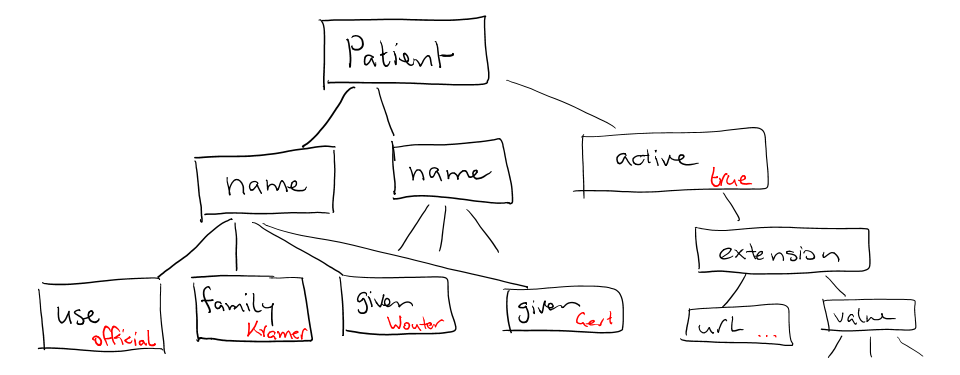 Patient
name
name
active
true
extension
use
official
family
Kramer
given
Wouter
given
Gert
url
...
value